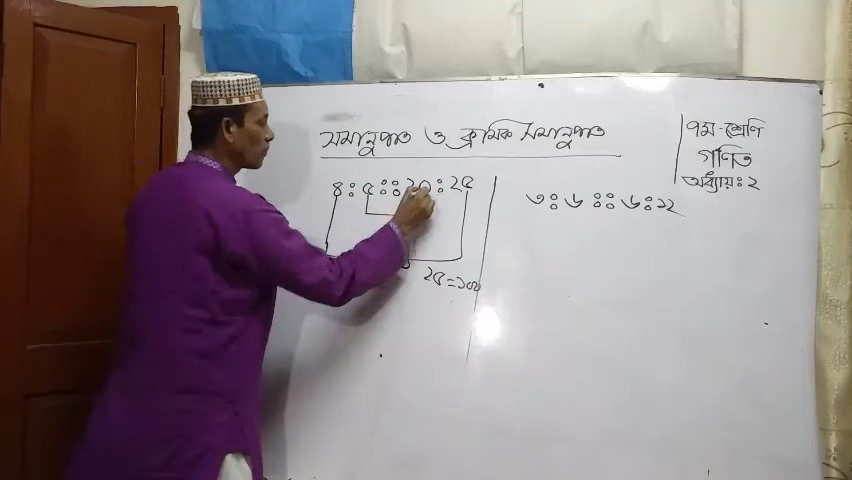 সমানুপাত ও ক্রমিক সমানুপাত
৭ম-শ্রেণি
গণিত
অধ্যায়ঃ ২
৪ : ৫ :: ২০ : ২৫
৩ : ৬ :: ৬ : ১২
২৫=১০০